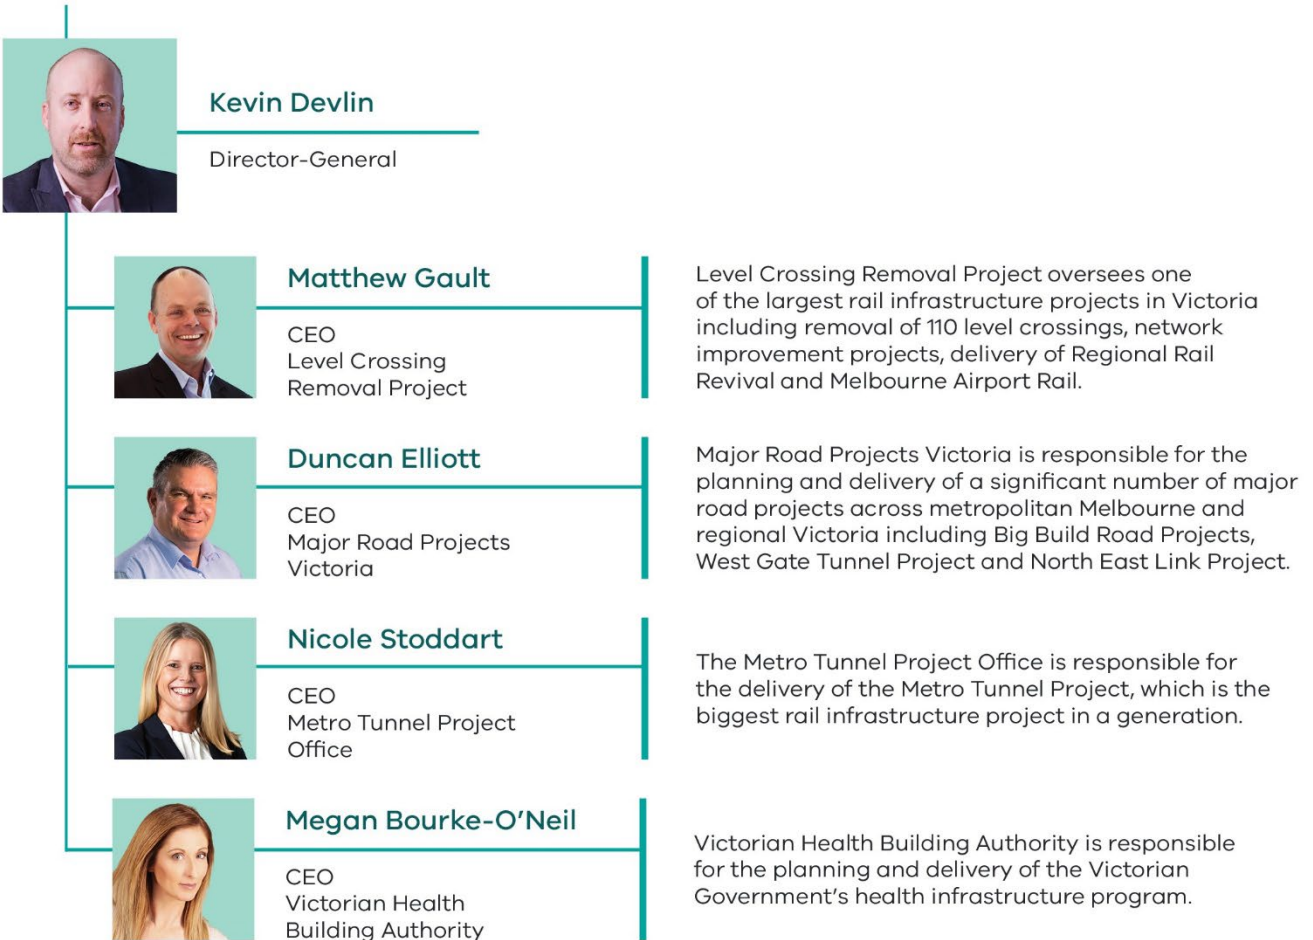 Kevin Devlin
Director-General
Matthew Gault
CEO
Level Crossing
Removal Project
Level Crossing Removal Project oversees one
of the largest rail infrastructure projects in Victoria
including removal of 110 level crossings, network
improvement projects, delivery of Regional Rail
Revival and Melbourne Airport Rail.
Duncan Elliott
CEO
Major Road Projects
Victoria
Major Road Projects Victoria is responsible for the
planning and delivery of a significant number of major
road projects across metropolitan Melbourne and
regional Victoria including Big Build Road Projects,
West Gate Tunnel Project and North East Link Project.
Nicole Stoddart
CEO
Metro Tunnel Project
Office
The Metro Tunnel Project Office is responsible for
the delivery of the Metro Tunnel Project, which is the
biggest rail infrastructure project in a generation.
Megan Bourke-O’Neil
CEO
Victorian Health
Building Authority
Victorian Health Building Authority is responsible
for the planning and delivery of the Victorian
Government’s health infrastructure program.